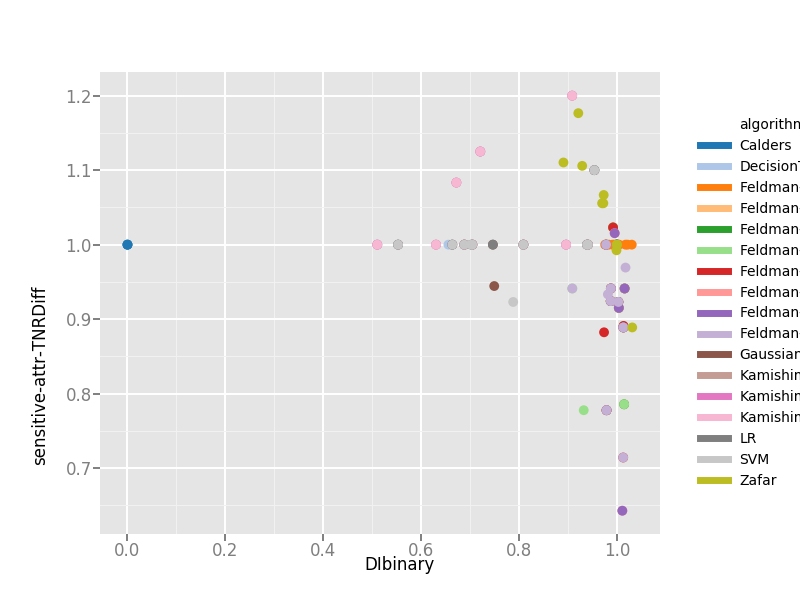 1.2
1.1
1.0
0.9
0.8
0.7
sensitive-attr-TNRDiff
0.0 0.2 0.4 0.6 0.8 1.0
DIbinary
algorithm
Calders
DecisionT
Feldman-
Feldman-
Feldman-
Feldman-
Feldman-
Feldman-
Feldman-
Feldman-
Gaussian
Kamishin
Kamishin
Kamishin
LR
SVM
Zafar